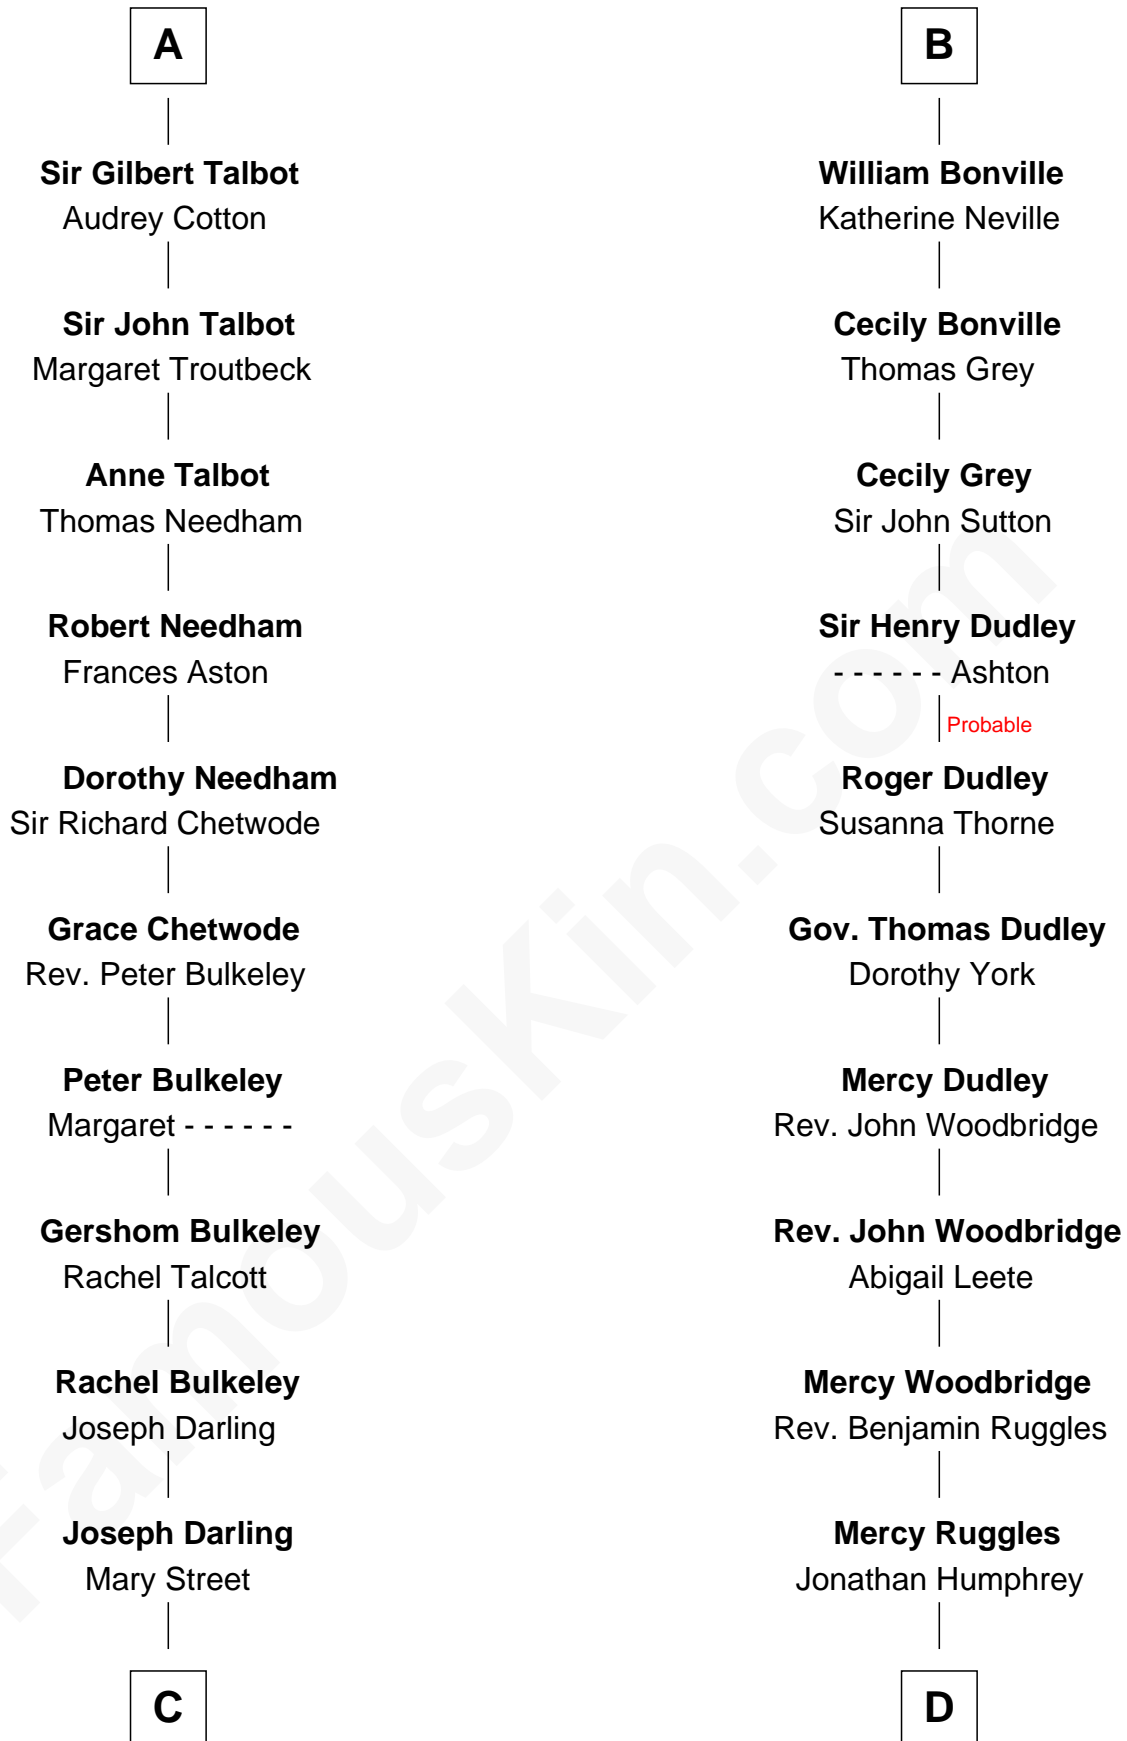 A
Sir Gilbert Talbot
Audrey Cotton
Sir John Talbot
Margaret Troutbeck
Anne Talbot
Thomas Needham
Robert Needham
Frances Aston
Dorothy Needham
Sir Richard Chetwode
Grace Chetwode
Rev. Peter Bulkeley
Peter Bulkeley
Margaret - - - - - -
Gershom Bulkeley
Rachel Talcott
Rachel Bulkeley
Joseph Darling
Joseph Darling
Mary Street
C
B
William Bonville
Katherine Neville
Cecily Bonville
Thomas Grey
Cecily Grey
Sir John Sutton
Sir Henry Dudley
- - - - - - Ashton
Probable
Roger Dudley
Susanna Thorne
Gov. Thomas Dudley
Dorothy York
Mercy Dudley
Rev. John Woodbridge
Rev. John Woodbridge
Abigail Leete
Mercy Woodbridge
Rev. Benjamin Ruggles
Mercy Ruggles
Jonathan Humphrey
D
FamousKin.com